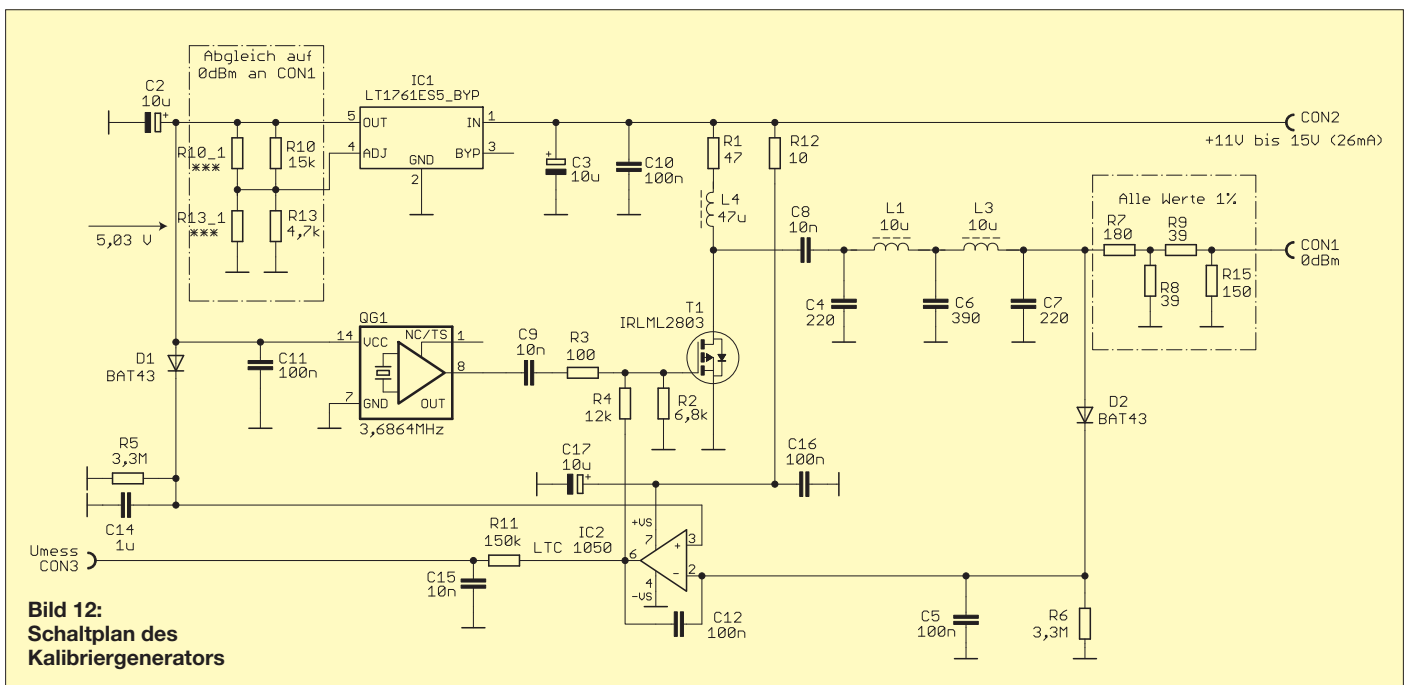 Abgleich auf
0dBm an CON1
C2
10u
+
IC1
LT1761ES5_BYP
5
OUT
IN
1
4
ADJ
BYP
3
GND
2
R10_1
***
R10
15k
R13_1
***
R13
4,7k
5,03 V
+
C3
10u
C10
100n
R1
47
R12
10
L4
47u
CON2
+11V bis 15V (26mA)
Alle Werte 1%
R7
180
R9
39
R8
39
R15
150
CON1
0dBm
C8
10n
L1
10u
L3
10u
C4
220
C6
390
C7
220
T1
IRLML2803
QG1
14
VCC
NC/TS
1
8
7
GND
OUT
3,6864MHz
C11
100n
D1
BAT43
C9
10n
R3
100
R4
12k
R2
6,8k
D2
BAT43
R5
3,3M
C14
1u
C17
10u
+
C16
100n
Umess
CON3
C15
10n
R11
150k
IC2
LTC 1050
+VS
7
6
+
3
-
2
4
-VS
C12
100n
C5
100n
R6
3,3M
Bild 12:
Schaltplan des
Kalibriergenerators